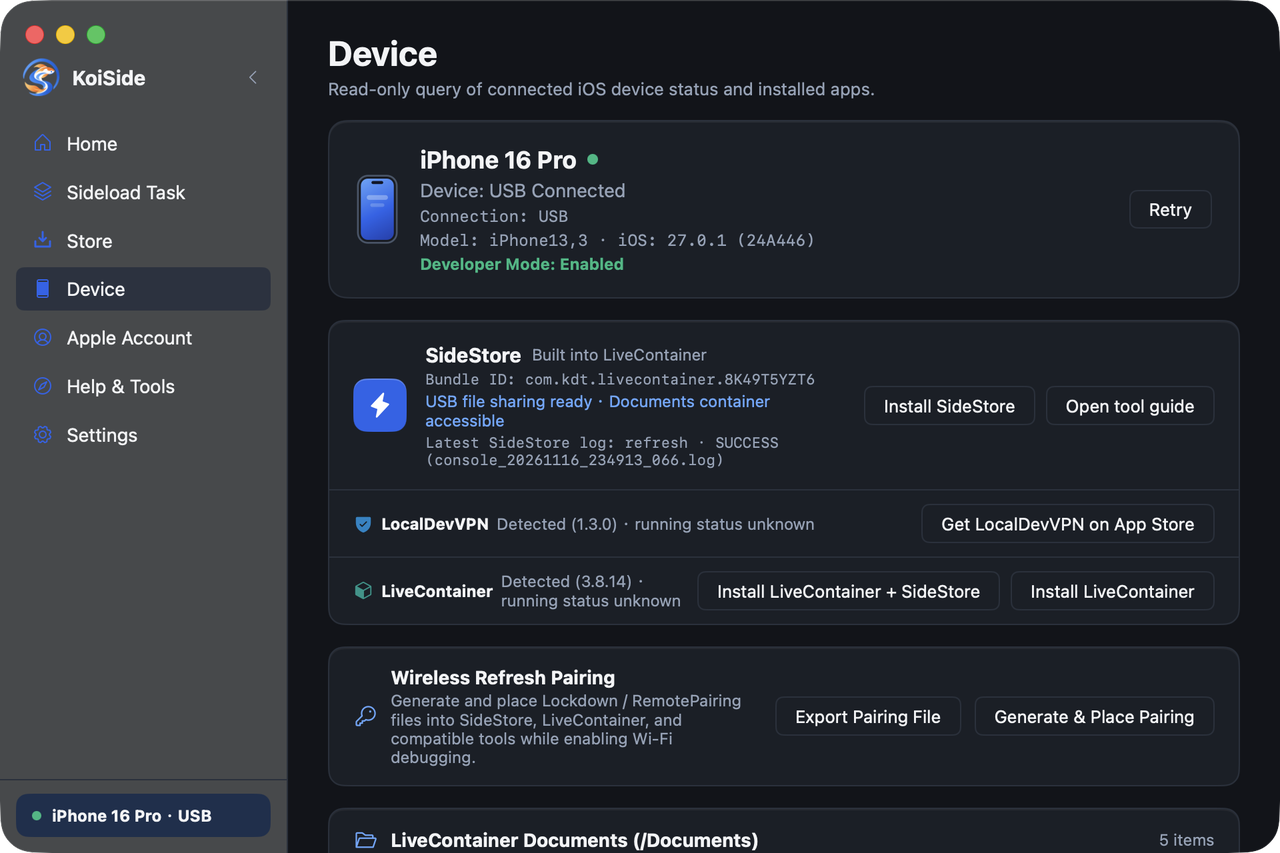 KoiSide
Home
Sideload Task
Store
Device
Apple Account
Help & Tools
Settings
iPhone 16 Pro · USB
Device
Read-only query of connected iOS device status and installed apps.
iPhone 16 Pro
Device: USB Connected
Connection: USB
Model: iPhone13,3 · iOS: 27.0.1 (24A446)
Developer Mode: Enabled
Retry
SideStore Built into LiveContainer
Bundle ID: com.kdt.livecontainer.8K49T5YZT6
USB file sharing ready · Documents container
accessible
Latest SideStore log: refresh · SUCCESS
(console_20261116_234913_066.log)
Install SideStore
Open tool guide
LocalDevVPN Detected (1.3.0) · running status unknown
Get LocalDevVPN on App Store
LiveContainer
Detected (3.8.14) ·
running status unknown
Install LiveContainer + SideStore
Install LiveContainer
Wireless Refresh Pairing
Generate and place Lockdown / RemotePairing
files into SideStore, LiveContainer, and
compatible tools while enabling Wi-Fi
debugging.
Export Pairing File
Generate & Place Pairing
LiveContainer Documents (/Documents)
5 items